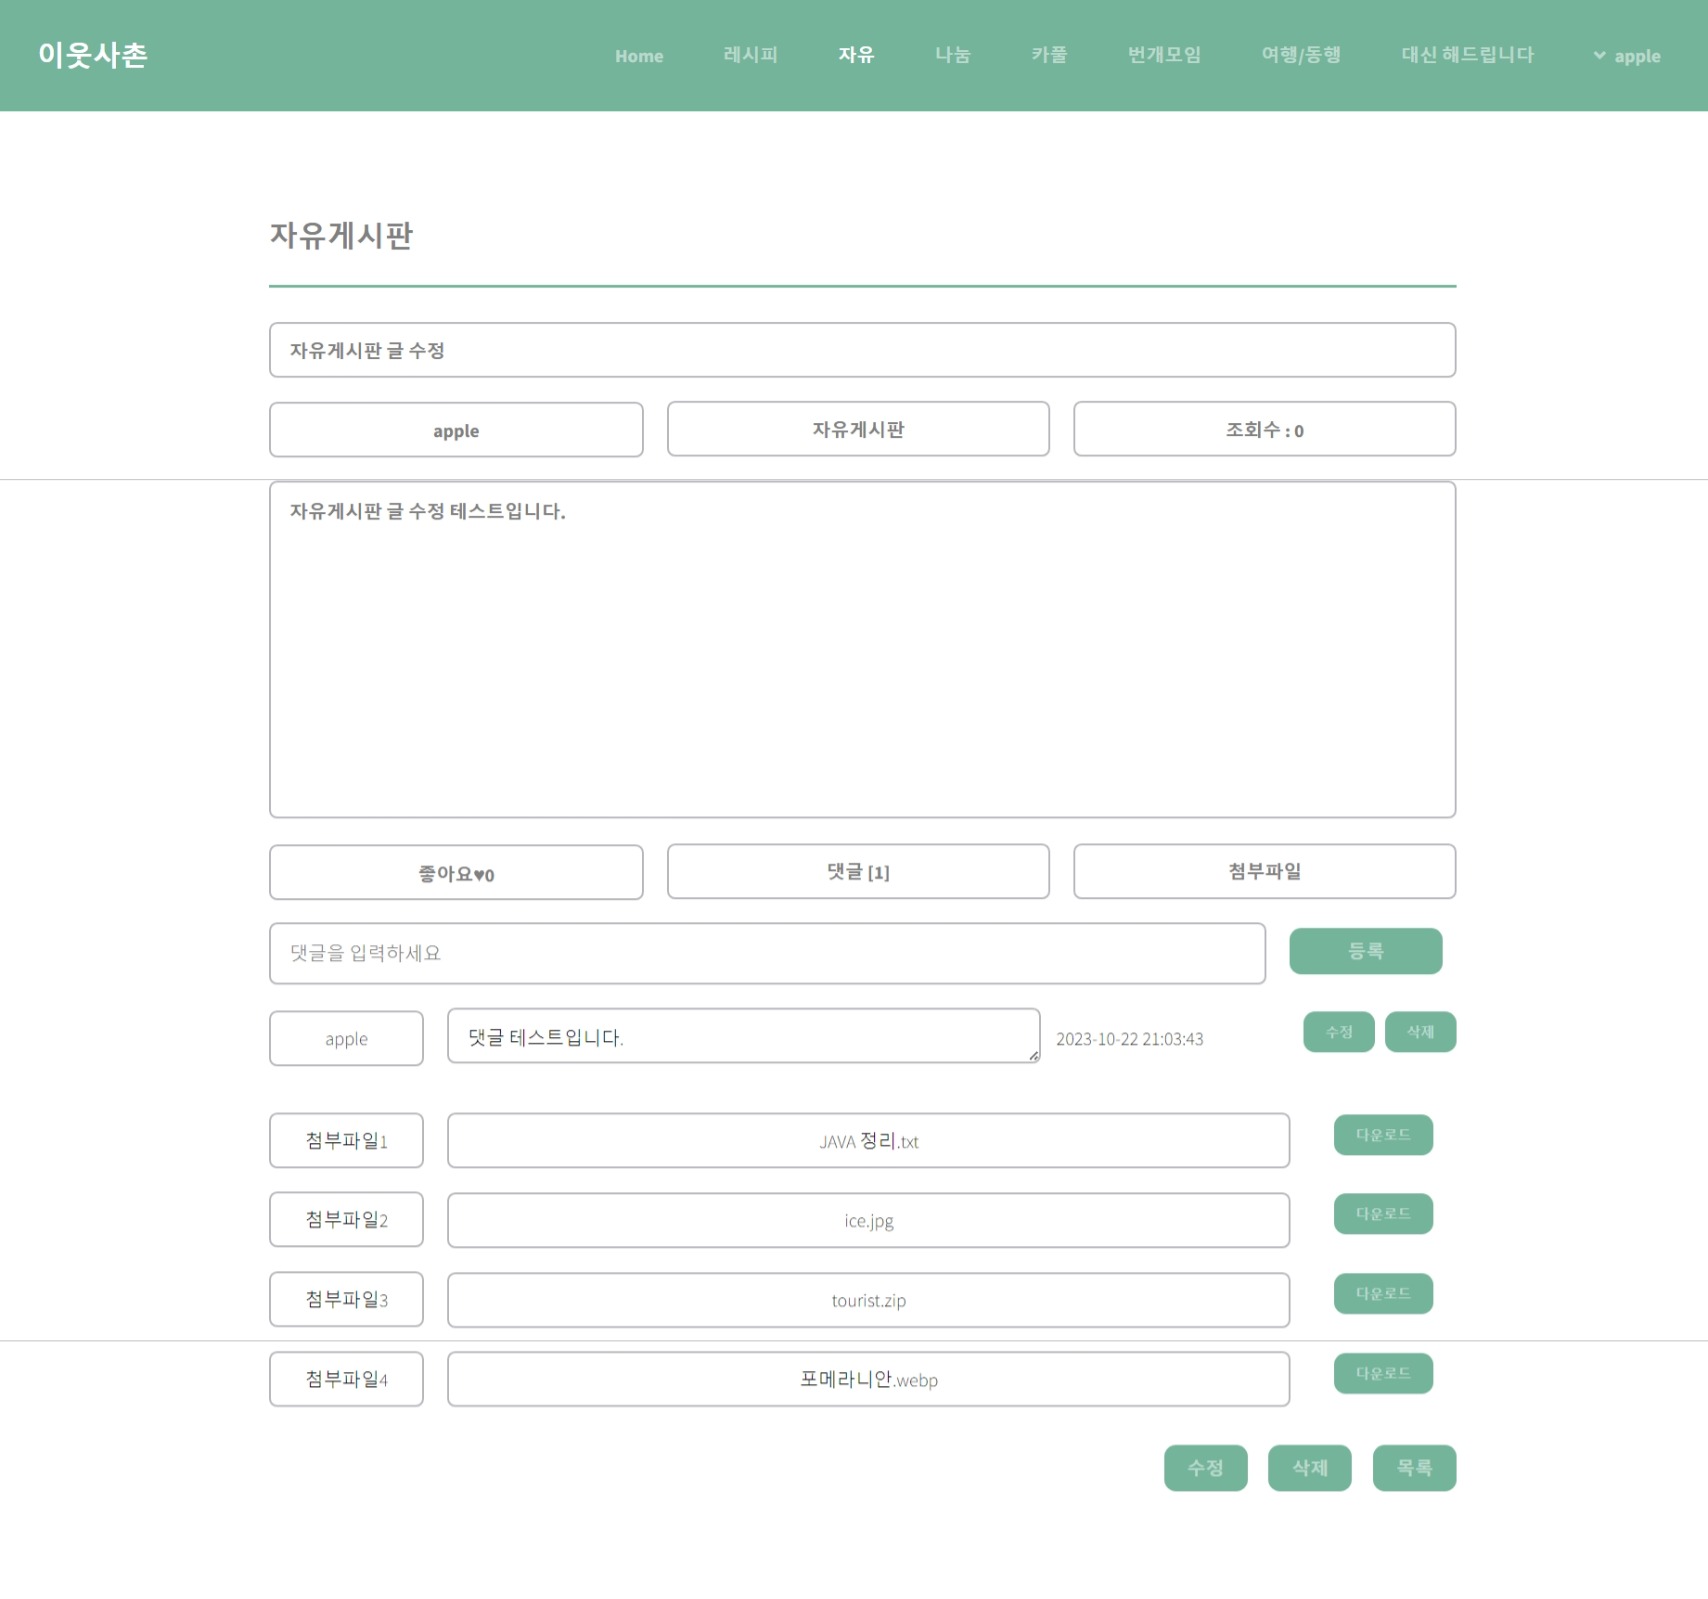 이웃사촌
Home 레시피 자유 나눔 카풀 번개모임 여행/동행 대신 해드립니다 apple
자유게시판
자유게시판 글 수정
apple 자유게시판 조회수 : 0
자유게시판 글 수정 테스트입니다.
좋아요♥0 댓글 [1] 첨부파일
댓글을 입력하세요 등록
apple 댓글 테스트입니다. 2023-10-22 21:03:43 수정 삭제
첨부파일1 JAVA 정리.txt 다운로드
첨부파일2 ice.jpg 다운로드
첨부파일3 tourist.zip 다운로드
첨부파일4 포메라니안.webp 다운로드
수정 삭제 목록